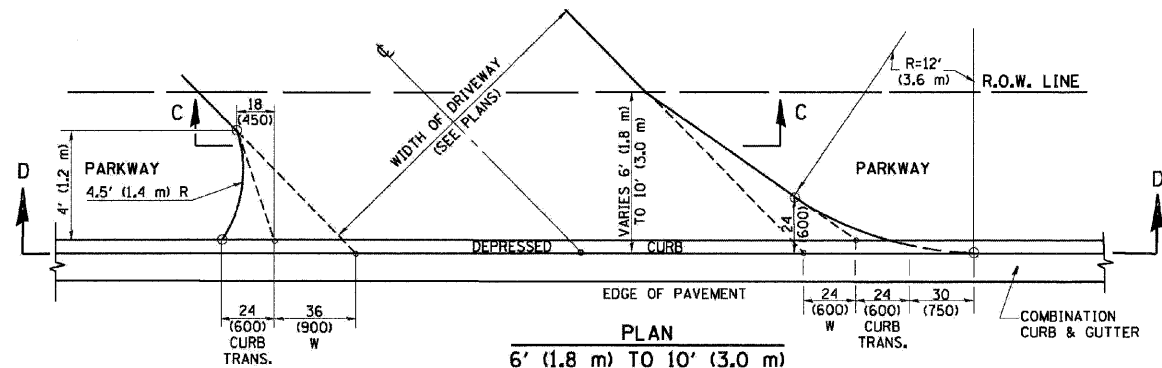 ℄
WIDTH OF DRIVEWAY
(SEE PLANS)
R=12'
(3.6 m)
R.O.W. LINE
C
18
(450)
C
D
4' (1.2 m)
PARKWAY
4.5' (1.4 m) R
VARIES 6' (1.8 m)
TO 10' (3.0 m)
PARKWAY
24
(600)
D
DEPRESSED CURB
EDGE OF PAVEMENT
24
(600)
CURB
TRANS.
36
(900)
W
24
(600)
W
24
(600)
CURB
TRANS.
30
(750)
COMBINATION
CURB & GUTTER
PLAN
6' (1.8 m) TO 10' (3.0 m)